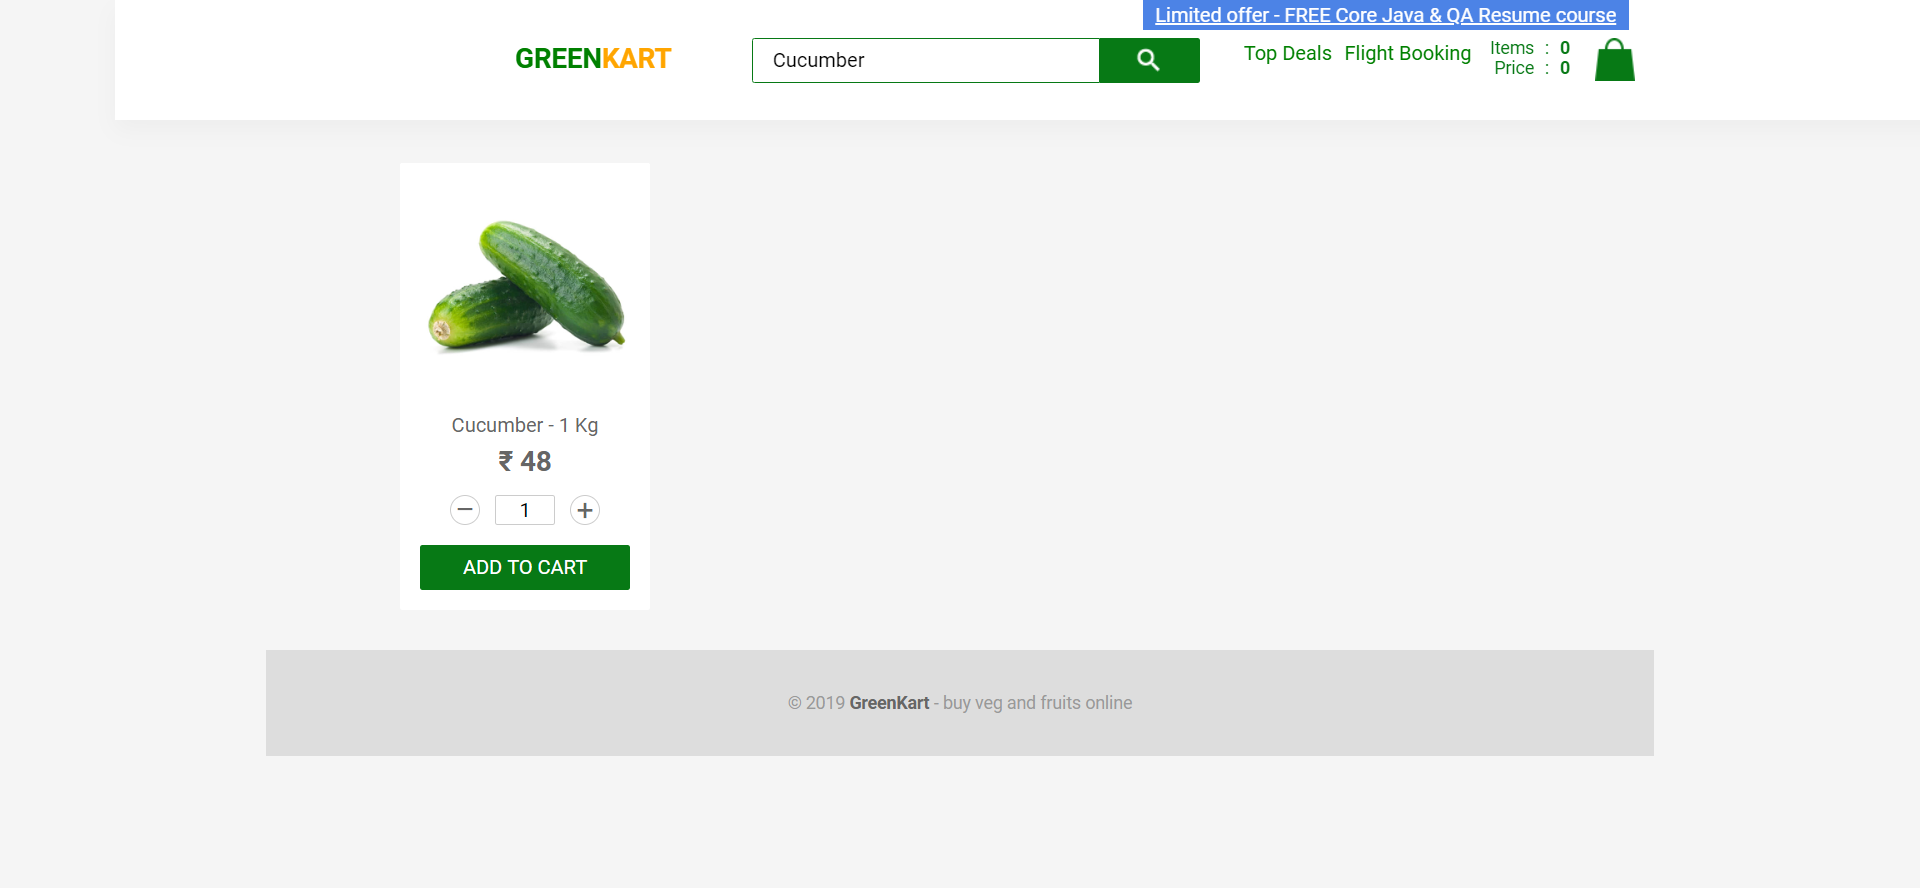 Limited offer - FREE Core Java & QA Resume course
GREENKART
Cucumber
Top Deals Flight Booking
Items : 0
Price : 0
Cucumber - 1 Kg
₹ 48
– 1 +
ADD TO CART
© 2019 GreenKart - buy veg and fruits online